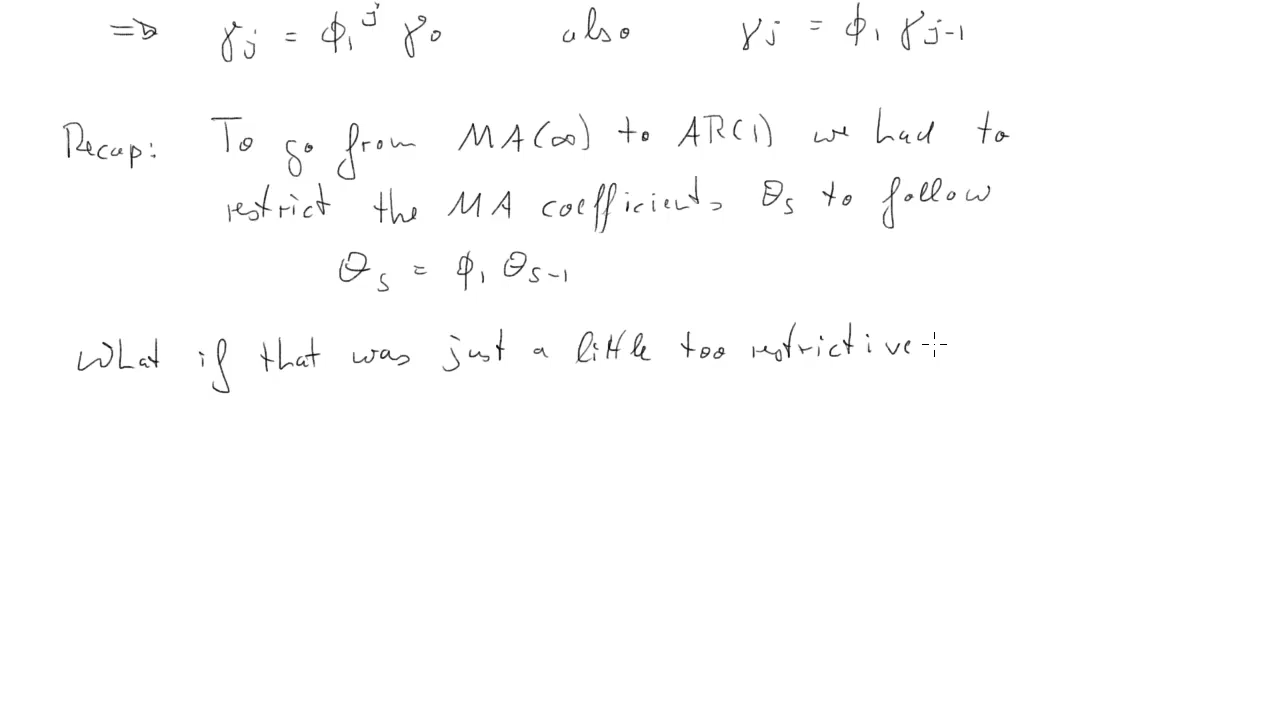 ⇒ γj = ϕ₁ʲ γ₀ also γj = ϕ₁ γj-1
Recap: To go from MA(∞) to AR(1) we had to
restrict the MA coefficients θs to follow
θs = ϕ₁ θs-1
What if that was just a little too restrictive